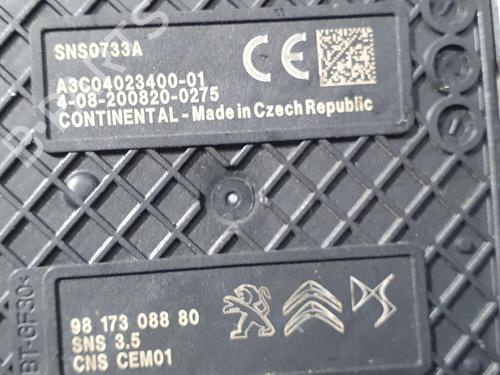 SNS0733A
A3C04023400-01
4-08-200820-0275
CONTINENTAL - Made in Czech Republic
CE
98 173 088 80
SNS 3.5
CNS CEM01